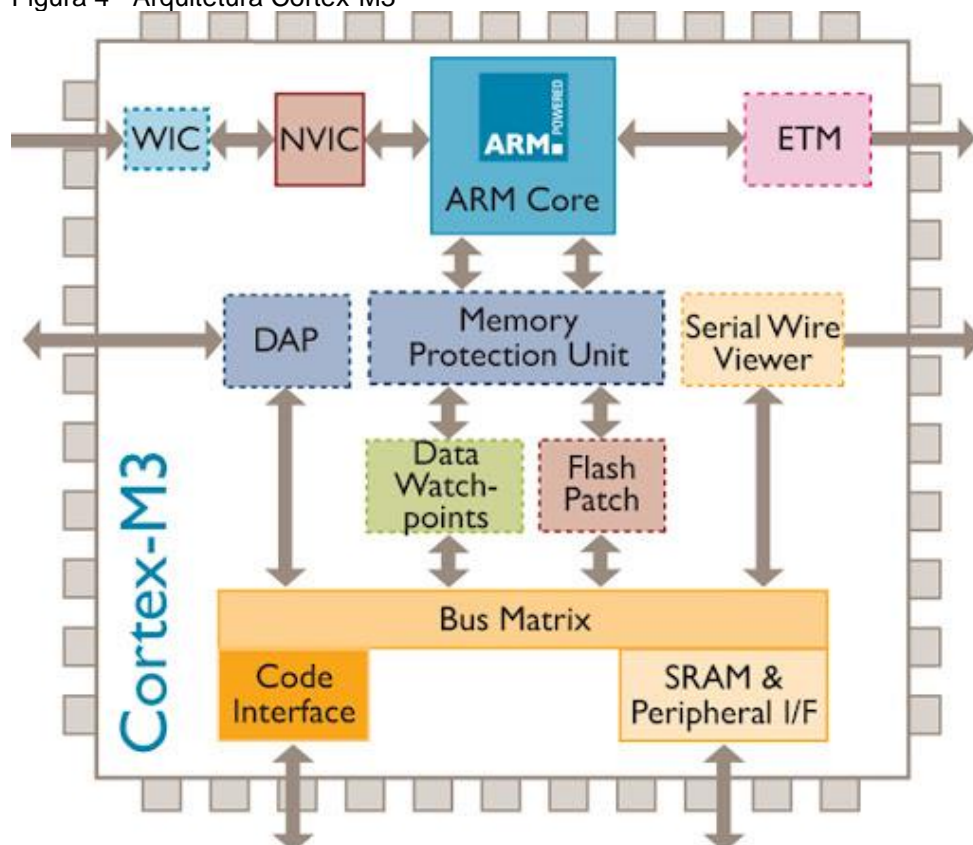 Figura 4 - Arquitetura Cortex-M3
WIC
NVIC
ARM
POWERED
ARM Core
ETM
DAP
Memory
Protection Unit
Serial Wire
Viewer
Data
Watch-
points
Flash
Patch
Cortex-M3
Bus Matrix
Code
Interface
SRAM &
Peripheral I/F